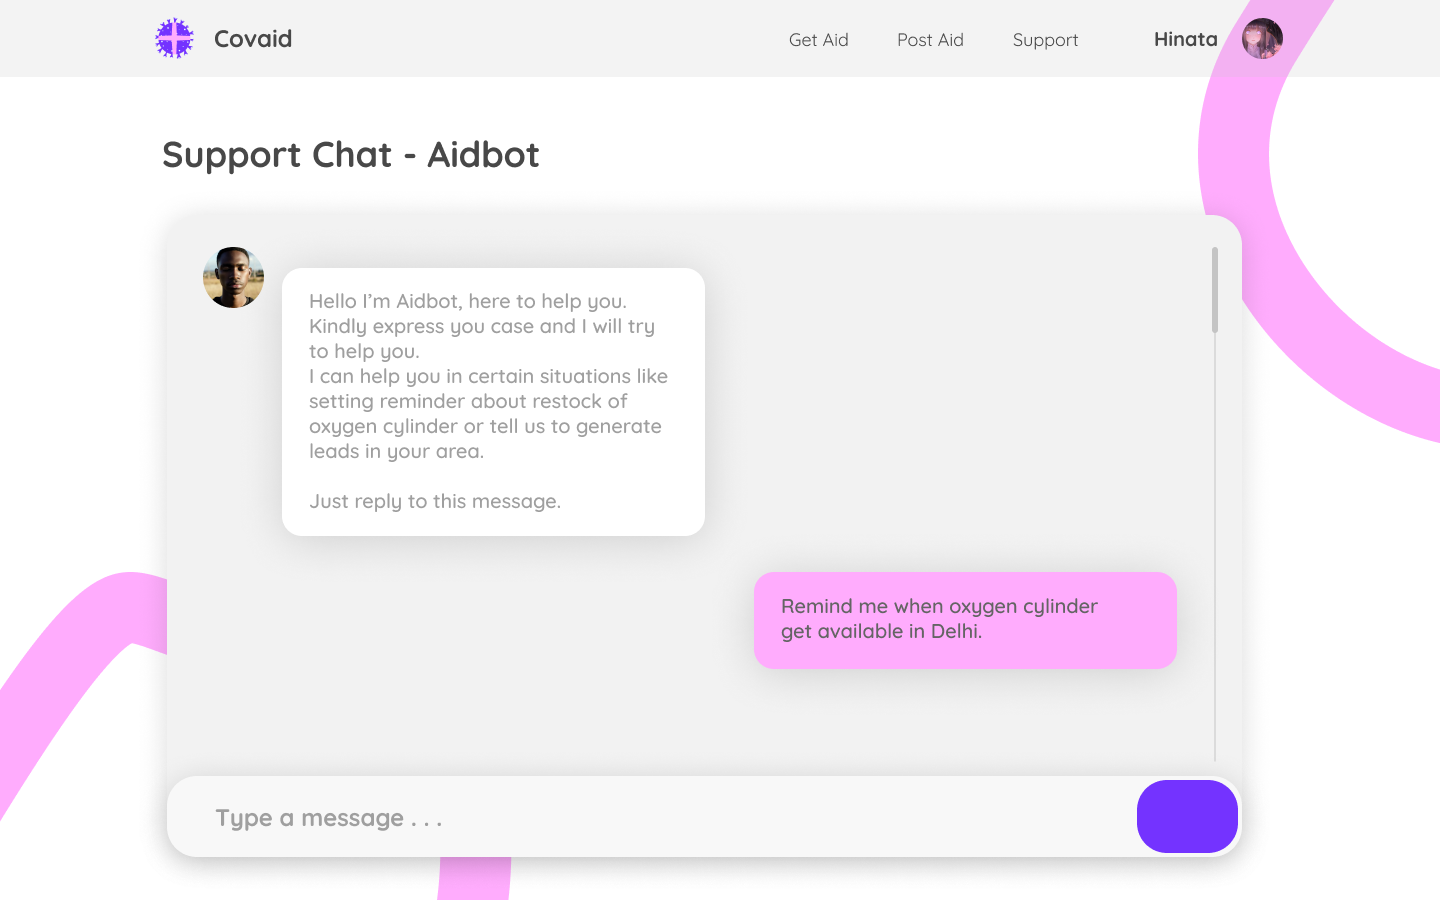 Covaid
Get Aid
Post Aid
Support
Hinata
Support Chat - Aidbot
Hello I’m Aidbot, here to help you.
Kindly express you case and I will try
to help you.
I can help you in certain situations like
setting reminder about restock of
oxygen cylinder or tell us to generate
leads in your area.
Just reply to this message.
Remind me when oxygen cylinder
get available in Delhi.
Type a message . . .